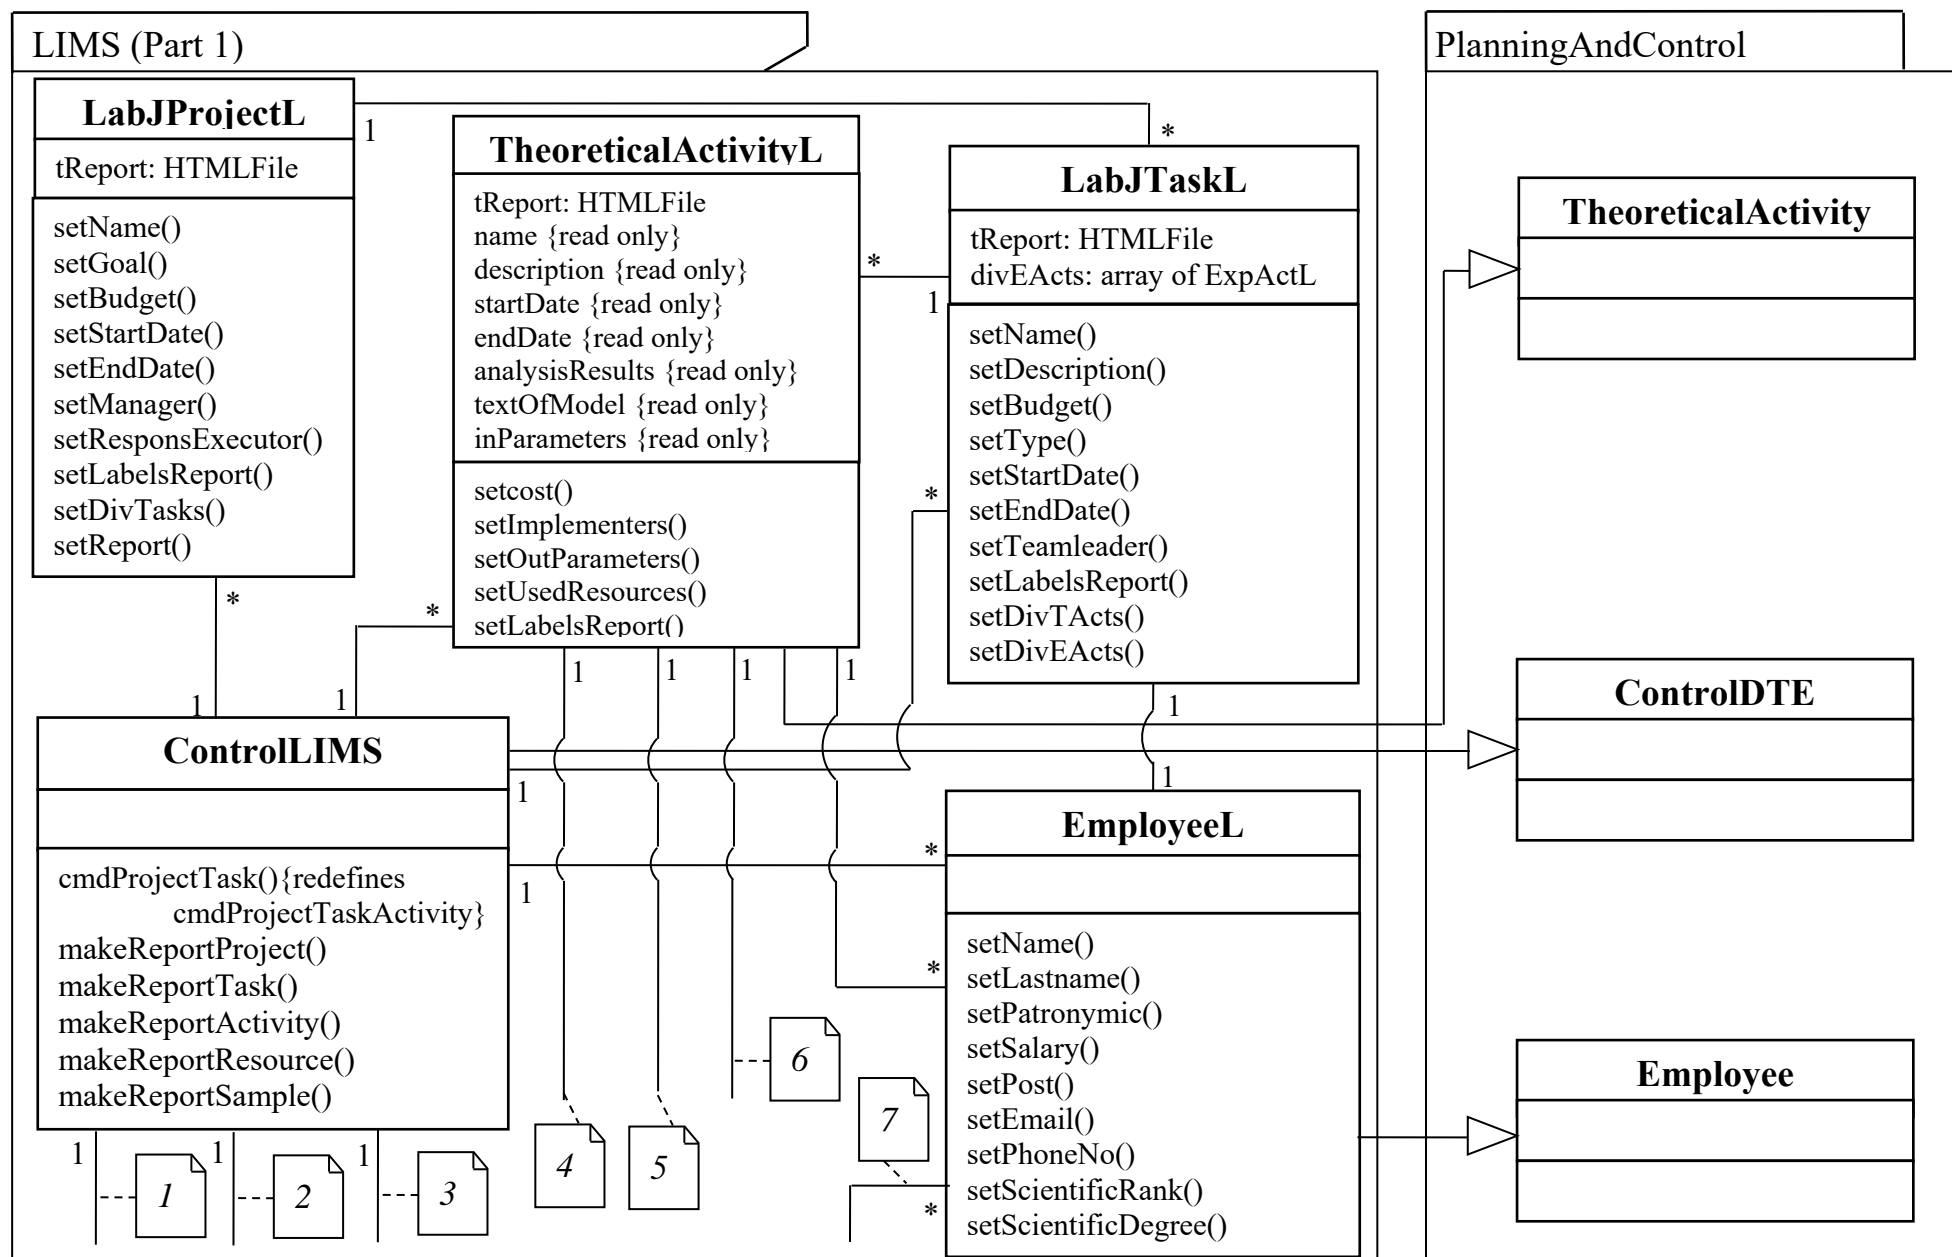 LIMS (Part 1)
PlanningAndControl
LabJProjectL
tReport: HTMLFile
setName()
setGoal()
setBudget()
setStartDate()
setEndDate()
setManager()
setResponsExecutor()
setLabelsReport()
setDivTasks()
setReport()
1
*
*
1
TheoreticalActivityL
tReport: HTMLFile
name {read only}
description {read only}
startDate {read only}
endDate {read only}
analysisResults {read only}
textOfModel {read only}
inParameters {read only}
setcost()
setImplementers()
setOutParameters()
setUsedResources()
setLabelsReport()
*
1
*
1
1
1
1
1
LabJTaskL
tReport: HTMLFile
divEActs: array of ExpActL
setName()
setDescription()
setBudget()
setType()
setStartDate()
setEndDate()
setTeamleader()
setLabelsReport()
setDivTActs()
setDivEActs()
*
1
1
1
TheoreticalActivity
ControlDTE
Employee
ControlLIMS
cmdProjectTask(){redefines
cmdProjectTaskActivity}
makeReportProject()
makeReportTask()
makeReportActivity()
makeReportResource()
makeReportSample()
1
*
1
*
EmployeeL
setName()
setLastname()
setPatronymic()
setSalary()
setPost()
setEmail()
setPhoneNo()
setScientificRank()
setScientificDegree()
*
1
1
1
1
2
3
4
5
6
7